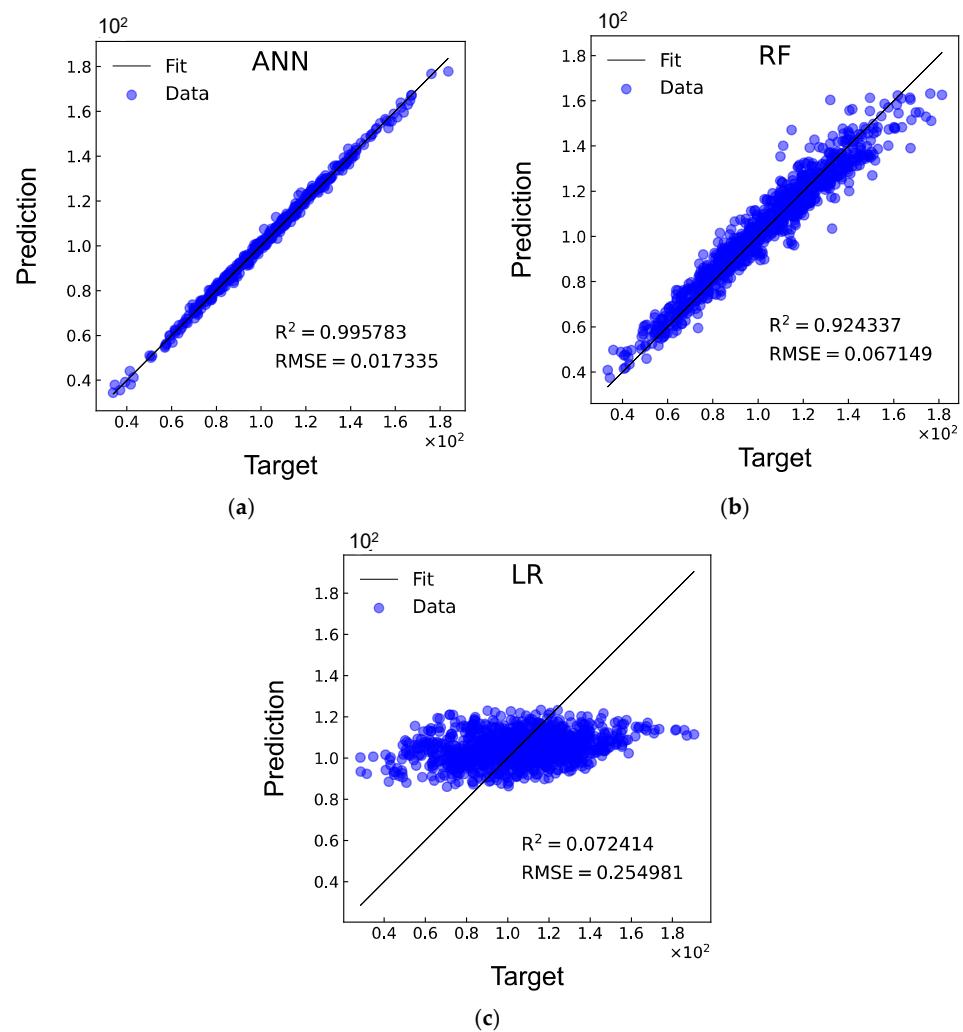 10²
ANN
Fit
Data
1.8
1.6
1.4
1.2
1.0
0.8
0.6
0.4
Prediction
R² = 0.995783
RMSE = 0.017335
0.4 0.6 0.8 1.0 1.2 1.4 1.6 1.8
×10²
Target
(a)
10²
RF
Fit
Data
1.8
1.6
1.4
1.2
1.0
0.8
0.6
0.4
Prediction
R² = 0.924337
RMSE = 0.067149
0.4 0.6 0.8 1.0 1.2 1.4 1.6 1.8
×10²
Target
(b)
10²
LR
Fit
Data
1.8
1.6
1.4
1.2
1.0
0.8
0.6
0.4
Prediction
R² = 0.072414
RMSE = 0.254981
0.4 0.6 0.8 1.0 1.2 1.4 1.6 1.8
×10²
Target
(c)